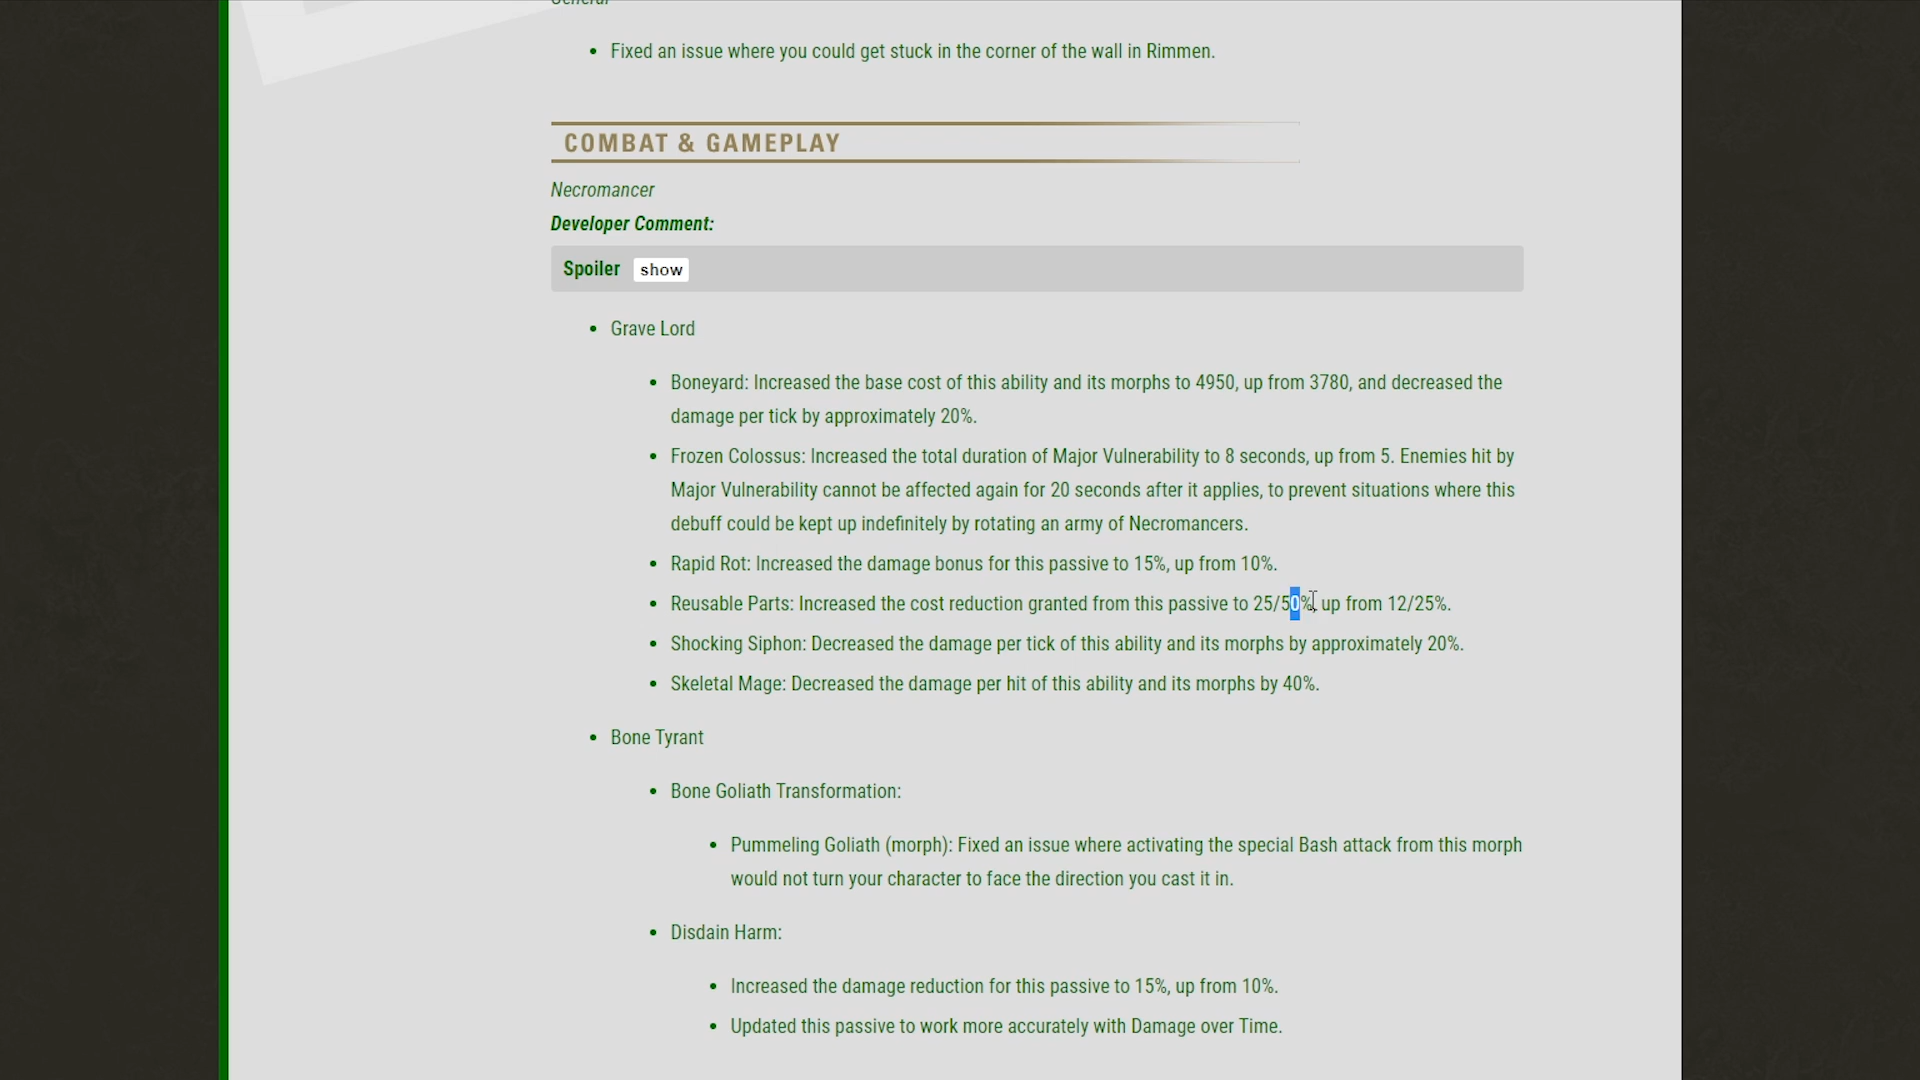 General
Fixed an issue where you could get stuck in the corner of the wall in Rimmen.
COMBAT & GAMEPLAY
Necromancer
Developer Comment:
Spoiler show
Grave Lord
Boneyard: Increased the base cost of this ability and its morphs to 4950, up from 3780, and decreased the
damage per tick by approximately 20%.
Frozen Colossus: Increased the total duration of Major Vulnerability to 8 seconds, up from 5. Enemies hit by
Major Vulnerability cannot be affected again for 20 seconds after it applies, to prevent situations where this
debuff could be kept up indefinitely by rotating an army of Necromancers.
Rapid Rot: Increased the damage bonus for this passive to 15%, up from 10%.
Reusable Parts: Increased the cost reduction granted from this passive to 25/50%, up from 12/25%.
Shocking Siphon: Decreased the damage per tick of this ability and its morphs by approximately 20%.
Skeletal Mage: Decreased the damage per hit of this ability and its morphs by 40%.
Bone Tyrant
Bone Goliath Transformation:
Pummeling Goliath (morph): Fixed an issue where activating the special Bash attack from this morph
would not turn your character to face the direction you cast it in.
Disdain Harm:
Increased the damage reduction for this passive to 15%, up from 10%.
Updated this passive to work more accurately with Damage over Time.